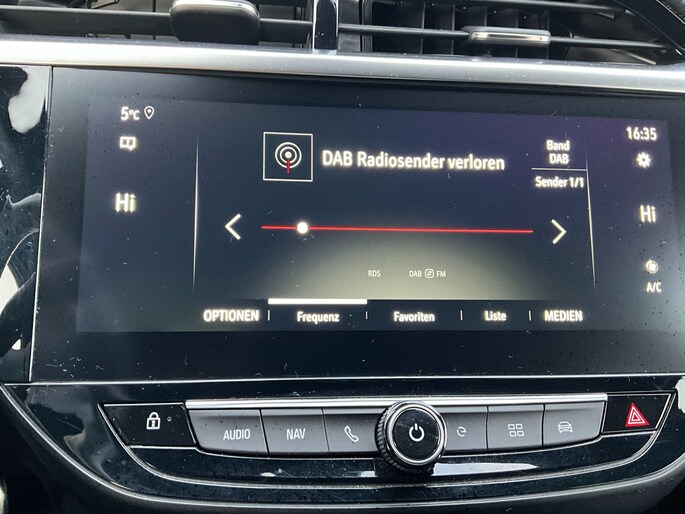 5°C
16:35
DAB Radiosender verloren
Band
DAB
Sender 1/1
Hi
Hi
RDS
DAB
FM
A/C
OPTIONEN
Frequenz
Favoriten
Liste
MEDIEN
AUDIO
NAV